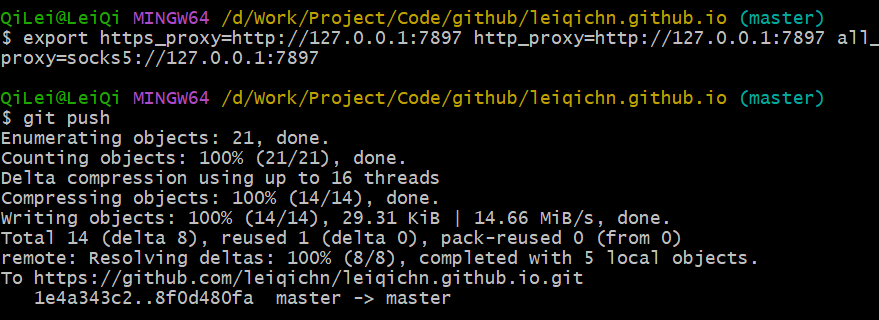 QiLei@LeiQi MINGW64 /d/Work/Project/Code/github/leiqichn.github.io (master)
$ export https_proxy=http://127.0.0.1:7897 http_proxy=http://127.0.0.1:7897 all_
proxy=socks5://127.0.0.1:7897
QiLei@LeiQi MINGW64 /d/Work/Project/Code/github/leiqichn.github.io (master)
$ git push
Enumerating objects: 21, done.
Counting objects: 100% (21/21), done.
Delta compression using up to 16 threads
Compressing objects: 100% (14/14), done.
Writing objects: 100% (14/14), 29.31 KiB | 14.66 MiB/s, done.
Total 14 (delta 8), reused 1 (delta 0), pack-reused 0 (from 0)
remote: Resolving deltas: 100% (8/8), completed with 5 local objects.
To https://github.com/leiqichn/leiqichn.github.io.git
   1e4a343c2..8f0d480fa  master -> master